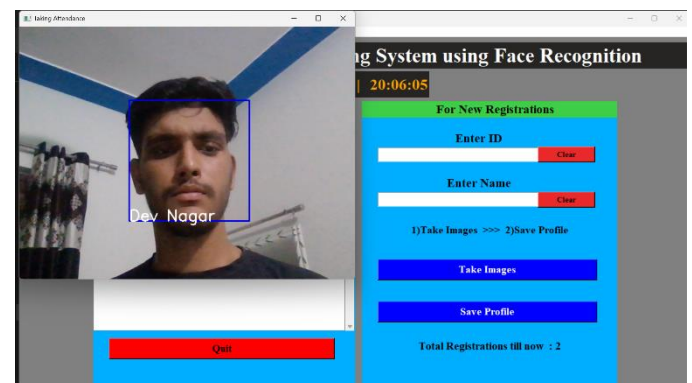 Taking Attendance
ng System using Face Recognition
| 20:06:05
For New Registrations
Enter ID
Clear
Enter Name
Clear
1)Take Images >>> 2)Save Profile
Take Images
Save Profile
Total Registrations till now : 2
Dev Nagar
Quit